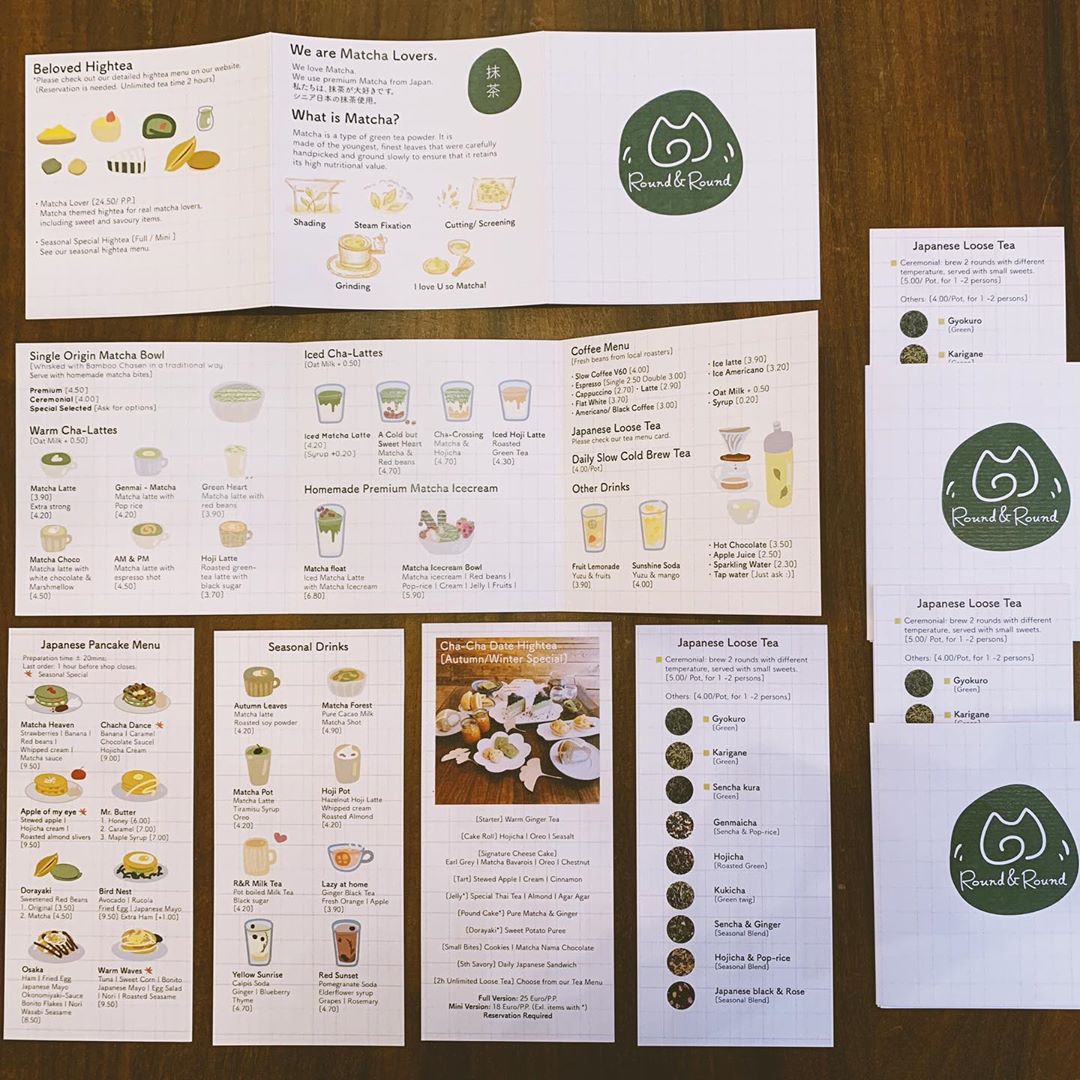 Beloved Hightea
*Please check out our detailed hightea menu on our website.
(Reservation is needed. Unlimited tea time 2 hours]
• Matcha Lover [24.50/ P.P.]
Matcha themed hightea for real matcha lovers,
including sweet and savoury items.
• Seasonal Special Hightea [Full / Mini ]
See our seasonal hightea menu.
We are Matcha Lovers.
We love Matcha.
We use premium Matcha from Japan.
私たちは、抹茶が大好きです。
シニア日本の抹茶使用。
抹茶
What is Matcha?
Matcha is a type of green tea powder. It is
made of the youngest, finest leaves that were carefully
handpicked and ground slowly to ensure that it retains
its high nutritional value.
Shading
Steam Fixation
Cutting/ Screening
Grinding
I love U so Matcha!
Round & Round
Single Origin Matcha Bowl
[Whisked with Bamboo Chasen in a traditional way.
Serve with homemade matcha bites]
Premium [4.50]
Ceremonial [4.00]
Special Selected [Ask for options]
Warm Cha-Lattes
[Oat Milk + 0.50]
Matcha Latte
[3.90]
Extra strong
[4.20]
Genmai - Matcha
Matcha latte with
Pop rice
[4.20]
Green Heart
Matcha latte with
red beans
[3.90]
Matcha Choco
Matcha latte with
white chocolate &
Marshmellow
[4.50]
AM & PM
Matcha latte with
espresso shot
[4.50]
Hoji Latte
Roasted green-
tea latte with
black sugar
[3.70]
Iced Cha-Lattes
[Oat Milk + 0.50]
Iced Matcha Latte
[4.20]
[Syrup +0.20]
A Cold but
Sweet Heart
Matcha &
Red beans
[4.70]
Cha-Crossing
Matcha &
Hojicha
[4.70]
Iced Hoji Latte
Roasted
Green Tea
[4.30]
Homemade Premium Matcha Icecream
Matcha float
Iced Matcha Latte
with Matcha Icecream
[6.80]
Matcha Icecream Bowl
Matcha icecream | Red beans |
Pop-rice | Cream | Jelly | Fruits |
[5.90]
Coffee Menu
[Fresh beans from local roasters]
• Slow Coffee V60 [4.00]
• Espresso [Single 2.50 Double 3.00]
• Cappuccino [2.70] • Latte [2.90]
• Flat White [3.70]
• Americano/ Black Coffee [3.00]
• Ice latte [3.90]
• Ice Americano [3.20]
• Oat Milk + 0.50
• Syrup [0.20]
Japanese Loose Tea
Please check our tea menu card.
Daily Slow Cold Brew Tea
[4.00/Pot]
Other Drinks
Fruit Lemonade
Yuzu & fruits
[3.90]
Sunshine Soda
Yuzu & mango
[4.00]
• Hot Chocolate [3.50]
• Apple Juice [2.50]
• Sparkling Water [2.30]
• Tap water [Just ask :)]
Japanese Pancake Menu
Preparation time ± 20mins;
Last order: 1 hour before shop closes.
Seasonal Special
Matcha Heaven
Strawberries | Banana |
Red beans |
Whipped cream |
Matcha sauce
[9.50]
Chacha Dance
Banana | Caramel
Chocolate Sauce|
Hojicha Cream
[9.00]
Apple of my eye
Stewed apple |
Hojicha cream |
Roasted almond slivers
[9.50]
Mr. Butter
1. Honey [6.00]
2. Caramel [7.00]
3. Maple Syrup [7.00]
Dorayaki
Sweetened Red Beans
1. Original [3.50]
2. Matcha [4.50]
Bird Nest
Avocado | Rucola
Fried Egg | Japanese Mayo
[9.50] Extra Ham [+1.00]
Osaka
Ham | Fried Egg
Japanese Mayo
Okonomiyaki-Sauce
Bonito Flakes | Nori
Wasabi Seasame
[8.50]
Warm Waves
Tuna | Sweet Corn | Bonito
Japanese Mayo | Egg Salad
| Nori | Roasted Seasame
[9.50]
Seasonal Drinks
Autumn Leaves
Matcha latte
Roasted soy powder
[4.20]
Matcha Forest
Pure Cacao Milk
Matcha Shot
[4.90]
Matcha Pot
Matcha Latte
Tiramisu Syrup
Oreo
[4.20]
Hoji Pot
Hazelnut Hoji Latte
Whipped cream
Roasted Almond
[4.20]
R&R Milk Tea
Pot boiled Milk Tea
Black sugar
[4.20]
Lazy at home
Ginger Black Tea
Fresh Orange | Apple
[3.90]
Yellow Sunrise
Calpis Soda
Ginger | Blueberry
Thyme
[4.70]
Red Sunset
Pomegranate Soda
Elderflower syrup
Grapes | Rosemary
[4.70]
Cha-Cha Date Hightea
[Autumn/Winter Special]
[Starter] Warm Ginger Tea
[Cake Roll] Hojicha | Oreo | Seasalt
[Signature Cheese Cake]
Earl Grey | Matcha Bavarois | Oreo | Chestnut
[Tart] Stewed Apple | Cream | Cinnamon
[Jelly*] Special Thai Tea | Almond | Agar Agar
[Pound Cake*] Pure Matcha & Ginger
[Dorayaki*] Sweet Potato Puree
[Small Bites] Cookies | Matcha Nama Chocolate
[5th Savory] Daily Japanese Sandwich
[2h Unlimited Loose Tea] Choose from our Tea Menu
Full Version: 25 Euro/P.P.
Mini Version: 18 Euro/P.P. (Exl. items with *)
Reservation Required
Japanese Loose Tea
Ceremonial: brew 2 rounds with different
temperature, served with small sweets.
[5.00/ Pot, for 1 -2 persons]
Others: [4.00/Pot, for 1 -2 persons]
Gyokuro
[Green]
Karigane
[Green]
Sencha kura
[Green]
Genmaicha
[Sencha & Pop-rice]
Hojicha
[Roasted Green]
Kukicha
[Green twig]
Sencha & Ginger
[Seasonal Blend]
Hojicha & Pop-rice
[Seasonal Blend]
Japanese black & Rose
[Seasonal Blend]
Japanese Loose Tea
Ceremonial: brew 2 rounds with different
temperature, served with small sweets.
[5.00/ Pot, for 1 -2 persons]
Others: [4.00/Pot, for 1 -2 persons]
Gyokuro
[Green]
Karigane
[Green]
Round & Round
Japanese Loose Tea
Ceremonial: brew 2 rounds with different
temperature, served with small sweets.
[5.00/ Pot, for 1 -2 persons]
Others: [4.00/Pot, for 1 -2 persons]
Gyokuro
[Green]
Karigane
[Green]
Round & Round